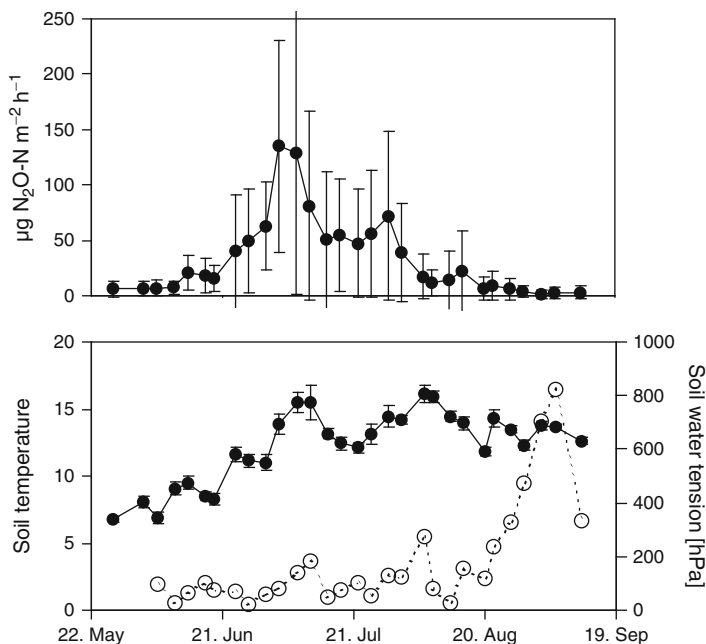 250
200
150
100
50
0
µg N₂O-N m⁻² h⁻¹
20
15
10
5
0
Soil temperature
1000
800
600
400
200
0
Soil water tension [hPa]
22. May
21. Jun
21. Jul
20. Aug
19. Sep